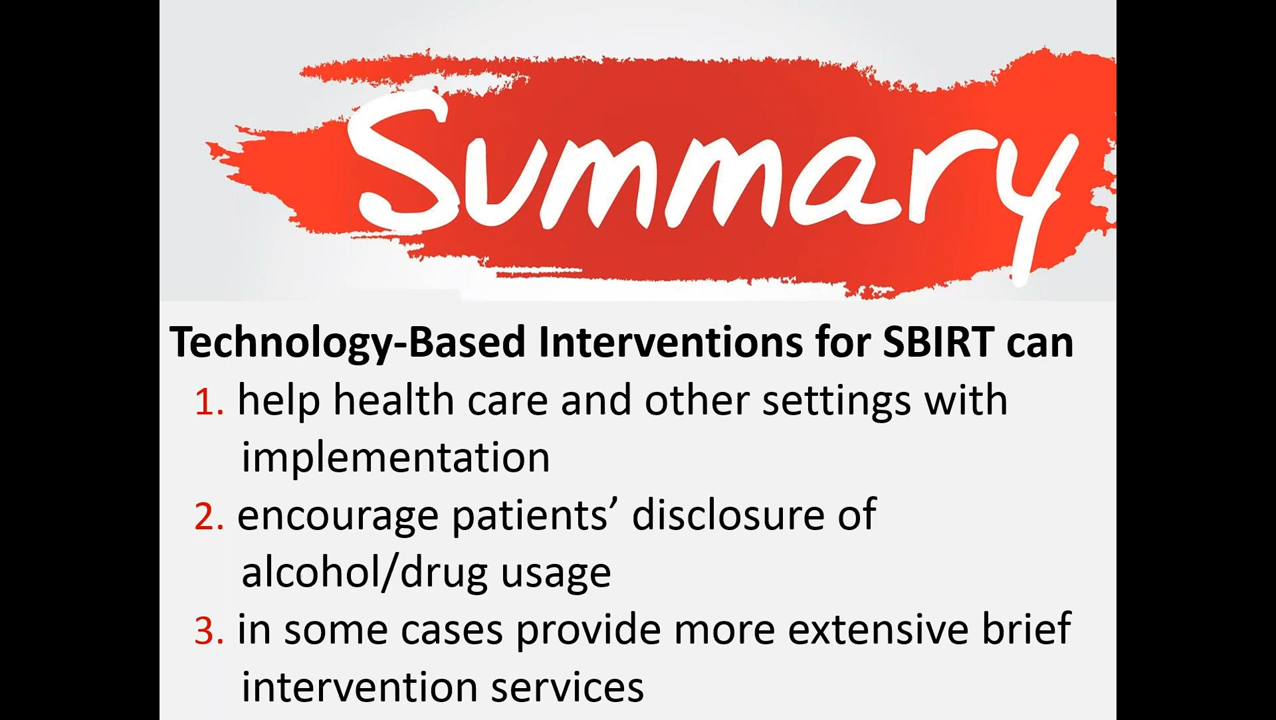 Summary
Technology-Based Interventions for SBIRT can
1. help health care and other settings with
implementation
2. encourage patients’ disclosure of
alcohol/drug usage
3. in some cases provide more extensive brief
intervention services